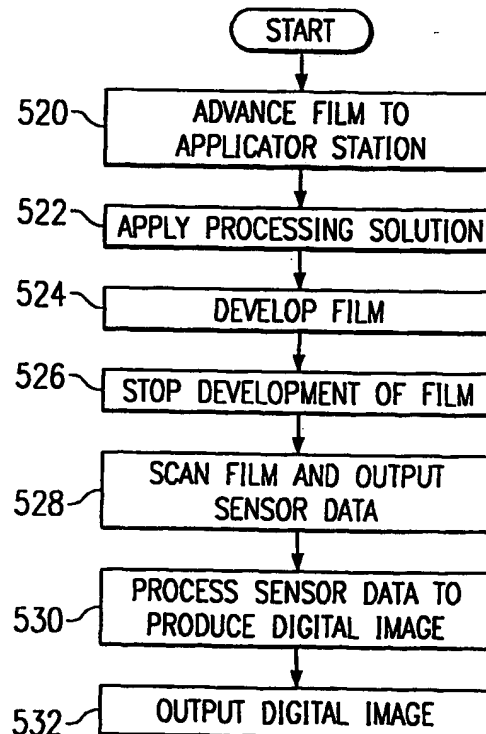 START
520
ADVANCE FILM TO
APPLICATOR STATION
522
APPLY PROCESSING SOLUTION
524
DEVELOP FILM
526
STOP DEVELOPMENT OF FILM
528
SCAN FILM AND OUTPUT
SENSOR DATA
530
PROCESS SENSOR DATA TO
PRODUCE DIGITAL IMAGE
532
OUTPUT DIGITAL IMAGE